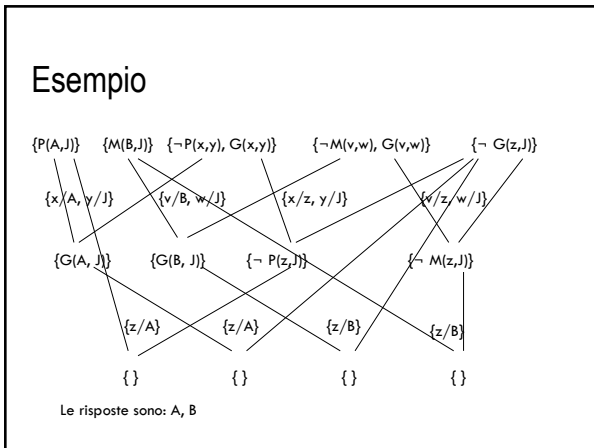 Esempio
{P(A,J)} {M(B,J)} {¬P(x,y), G(x,y)} {¬M(v,w), G(v,w)} {¬ G(z,J)}
{x/A, y/J} {v/B, w/J} {x/z, y/J} {v/z, w/J}
{G(A, J)} {G(B, J)} {¬ P(z,J)} {¬ M(z,J)}
{z/A} {z/A} {z/B} {z/B}
{ } { } { } { }
Le risposte sono: A, B